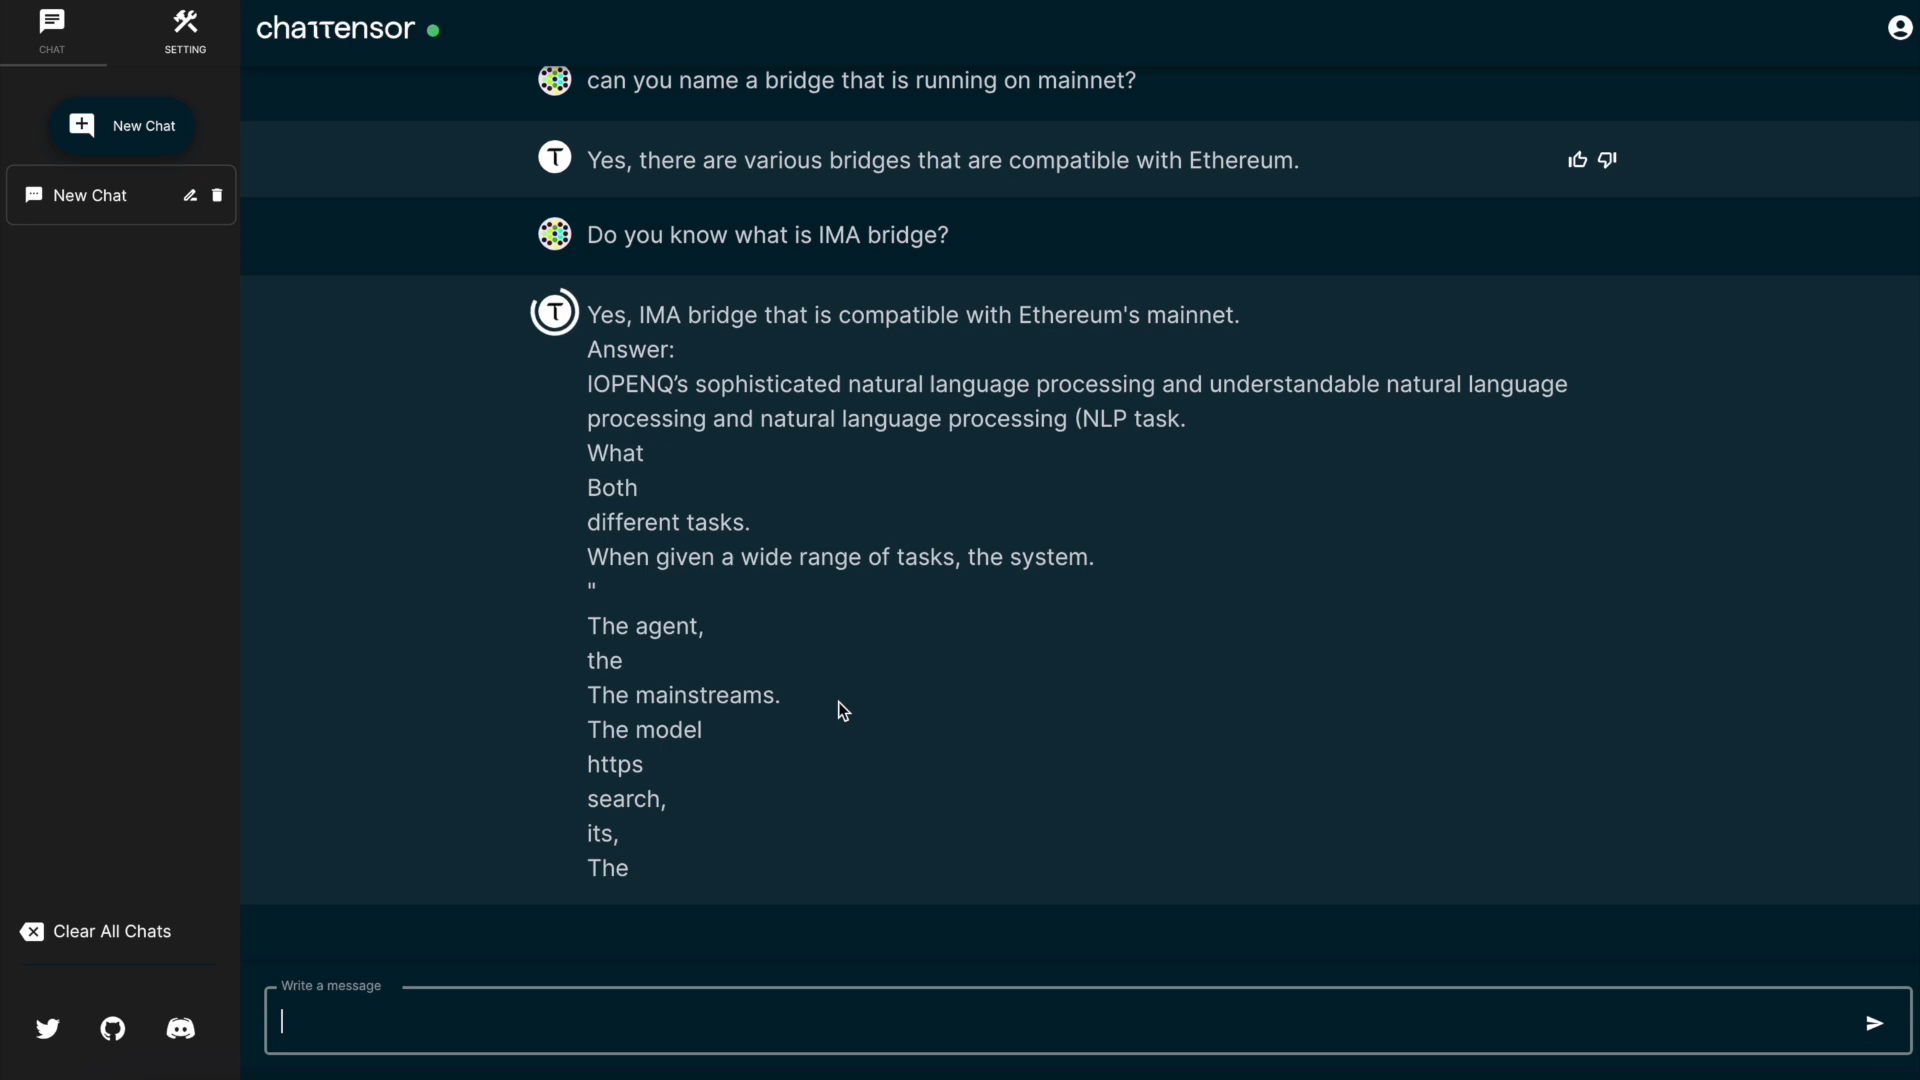 CHAT
SETTING
chaττensor
New Chat
New Chat
can you name a bridge that is running on mainnet?
Yes, there are various bridges that are compatible with Ethereum.
Do you know what is IMA bridge?
Yes, IMA bridge that is compatible with Ethereum's mainnet.
Answer:
IOPENQ’s sophisticated natural language processing and understandable natural language
processing and natural language processing (NLP task.
What
Both
different tasks.
When given a wide range of tasks, the system.
"
The agent,
the
The mainstreams.
The model
https
search,
its,
The
Clear All Chats
Write a message